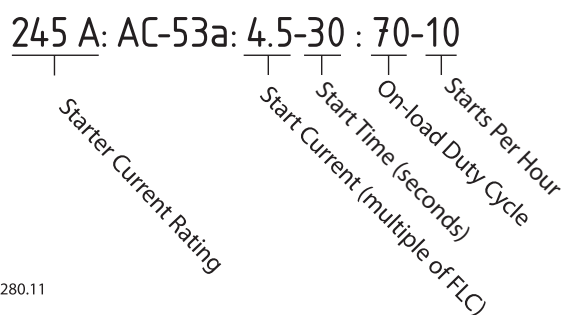 245 A: AC-53a: 4.5-30 : 70-10
Starter Current Rating
Start Current (multiple of FLC)
Start Time (seconds)
On-load Duty Cycle
Starts Per Hour
280.11